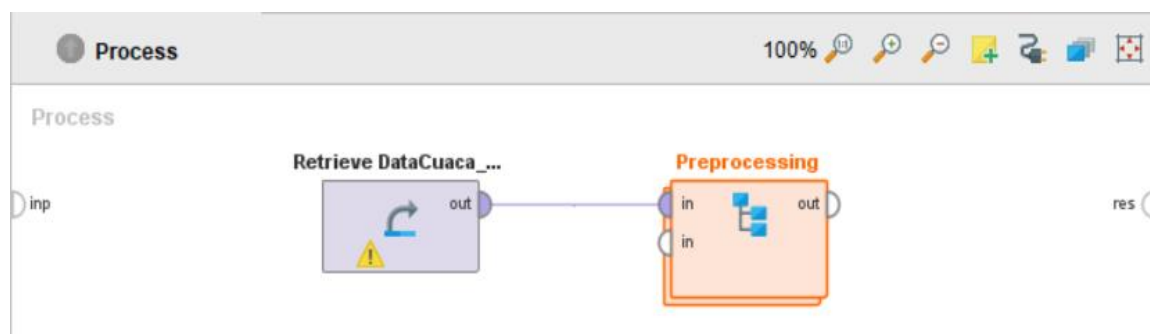 Process
100%
Process
Retrieve DataCuaca_...
Preprocessing
inp
out
in
out
res
in